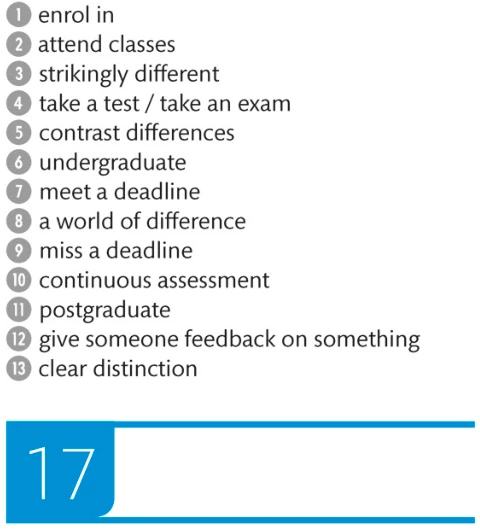 1 enrol in
2 attend classes
3 strikingly different
4 take a test / take an exam
5 contrast differences
6 undergraduate
7 meet a deadline
8 a world of difference
9 miss a deadline
10 continuous assessment
11 postgraduate
12 give someone feedback on something
13 clear distinction
17